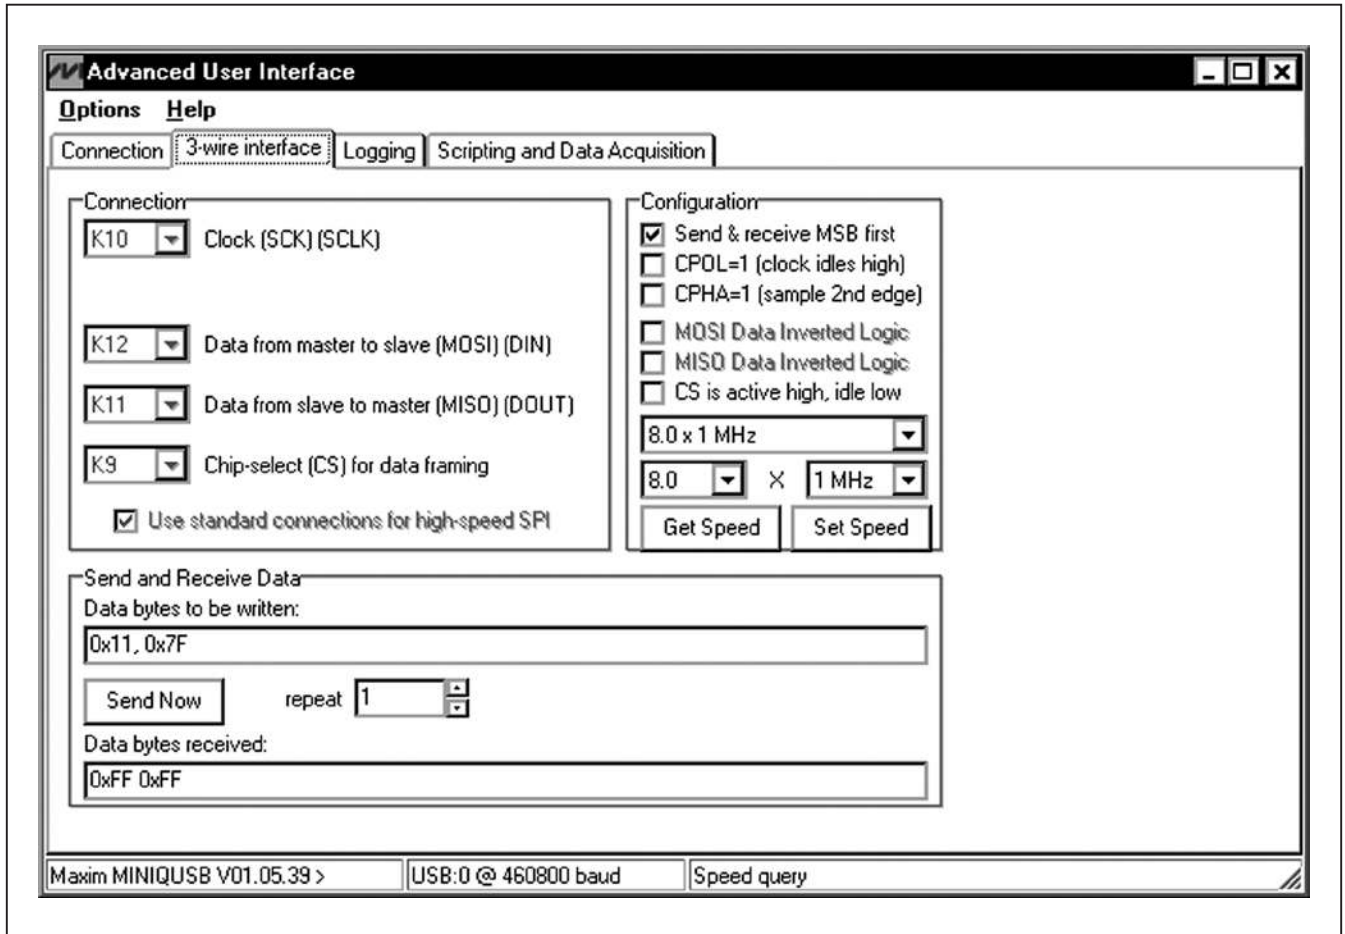 Advanced User Interface
Options Help
Connection 3-wire interface Logging Scripting and Data Acquisition
Connection
K10 Clock (SCK) (SCLK)
K12 Data from master to slave (MOSI) (DIN)
K11 Data from slave to master (MISO) (DOUT)
K9 Chip-select (CS) for data framing
Use standard connections for high-speed SPI
Configuration
Send & receive MSB first
CPOL=1 (clock idles high)
CPHA=1 (sample 2nd edge)
MOSI Data Inverted Logic
MISO Data Inverted Logic
CS is active high, idle low
8.0 x 1 MHz
8.0 X 1 MHz
Get Speed Set Speed
Send and Receive Data
Data bytes to be written:
0x11, 0x7F
Send Now repeat 1
Data bytes received:
0xFF 0xFF
Maxim MINIQUSB V01.05.39 > USB:0 @ 460800 baud Speed query